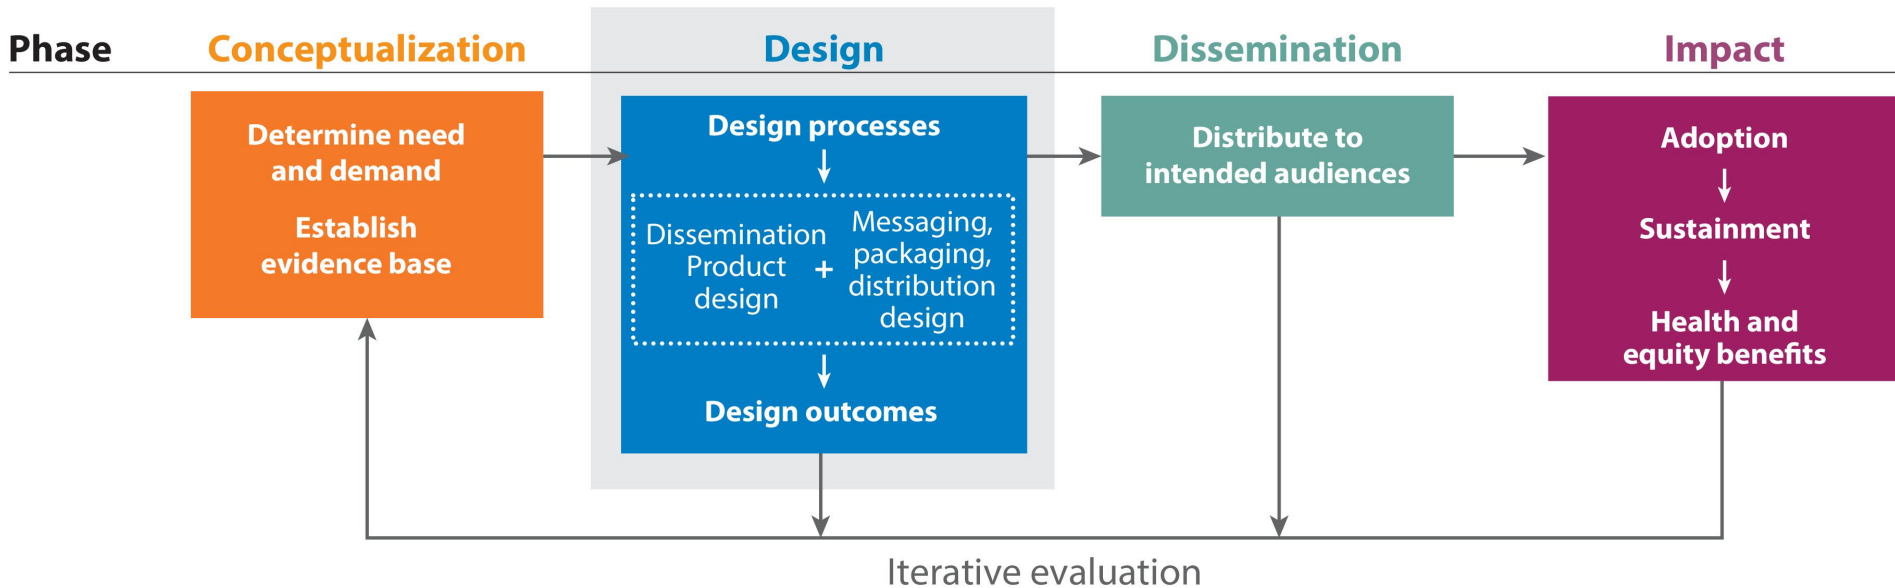 Phase
Conceptualization
Design
Dissemination
Impact
Determine need
and demand
Establish
evidence base
Design processes
Dissemination
Product
design
+
Messaging,
packaging,
distribution
design
Design outcomes
Distribute to
intended audiences
Adoption
Sustainment
Health and
equity benefits
Iterative evaluation